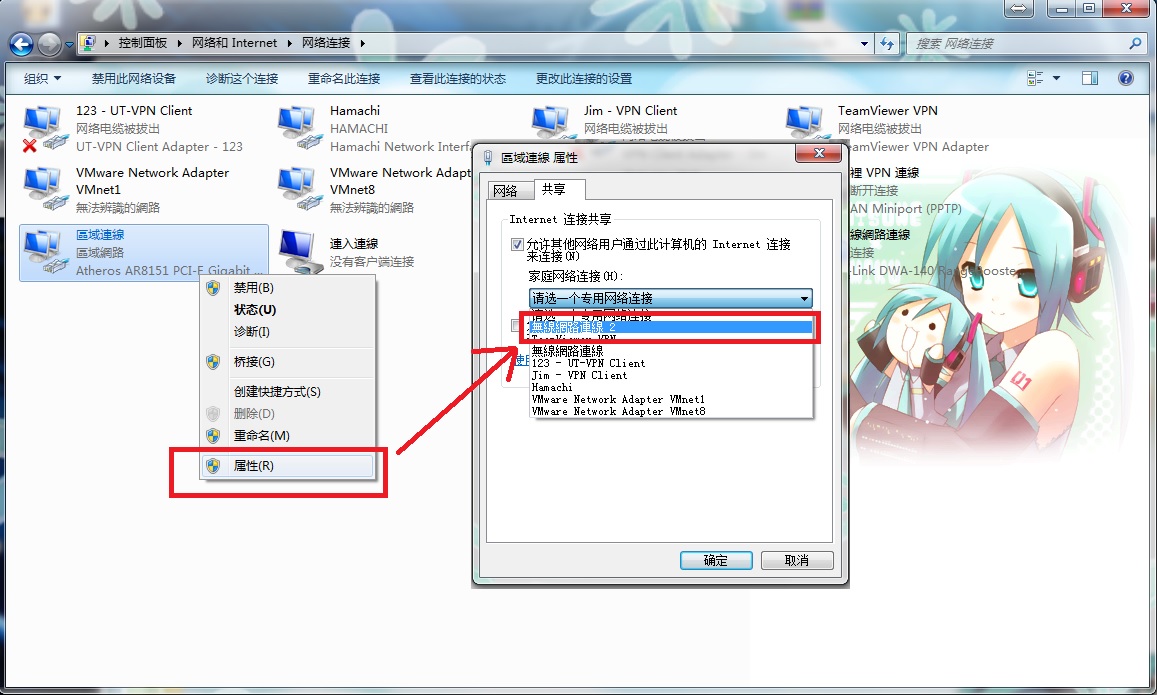 控制面板 ▸ 网络和 Internet ▸ 网络连接 ▸
搜索 网络连接
组织 禁用此网络设备 诊断这个连接 重命名此连接 查看此连接的状态 更改此连接的设置
123 - UT-VPN Client
网络电缆被拔出
UT-VPN Client Adapter - 123
Hamachi
HAMACHI
Hamachi Network Interfa
Jim - VPN Client
网络电缆被拔出
TeamViewer VPN
网络电缆被拔出
eamViewer VPN Adapter
VMware Network Adapter
VMnet1
無法辨識的網路
VMware Network Adapt
VMnet8
無法辨識的網路
裡 VPN 連線
断开连接
AN Miniport (PPTP)
區域連線
區域網路
Atheros AR8151 PCI-E Gigabit ...
連入連線
没有客户端连接
線網路連線
连接
-Link DWA-140 RangeBooste...
禁用(B)
状态(U)
诊断(I)
桥接(G)
创建快捷方式(S)
删除(D)
重命名(M)
属性(R)
區域連線 属性
网络 共享
Internet 连接共享
允许其他网络用户通过此计算机的 Internet 连接
来连接(N)
家庭网络连接(H):
请选一个专用网络连接
请选一个专用网络连接
無線網路連線 2
TeamViewer VPN
無線網路連線
123 - UT-VPN Client
Jim - VPN Client
Hamachi
VMware Network Adapter VMnet1
VMware Network Adapter VMnet8
确定 取消
01